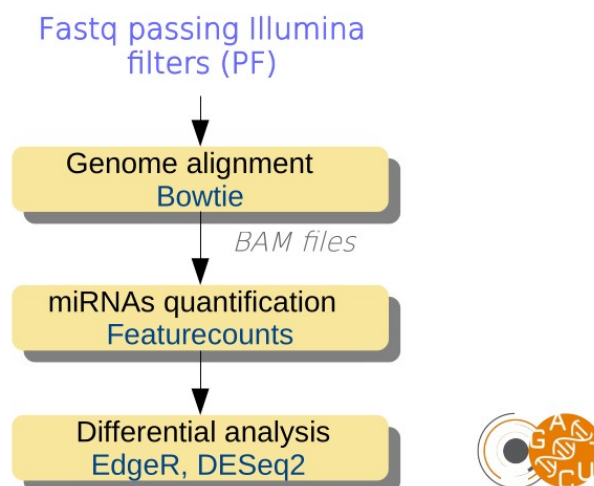 Fastq passing Illumina
filters (PF)
Genome alignment
Bowtie
BAM files
miRNAs quantification
Featurecounts
Differential analysis
EdgeR, DESeq2
G A T
C U